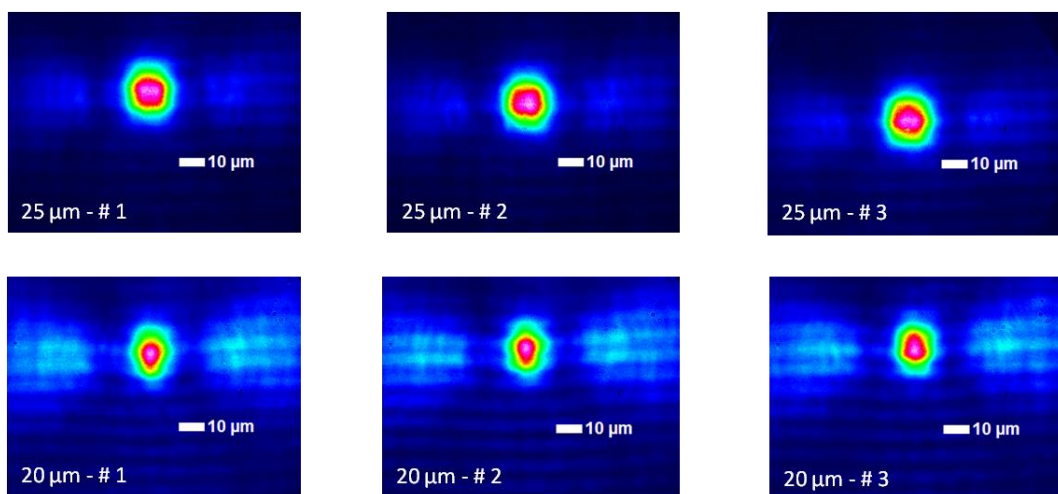 10 µm
25 µm - # 1
10 µm
25 µm - # 2
10 µm
25 µm - # 3
10 µm
20 µm - # 1
10 µm
20 µm - # 2
10 µm
20 µm - # 3